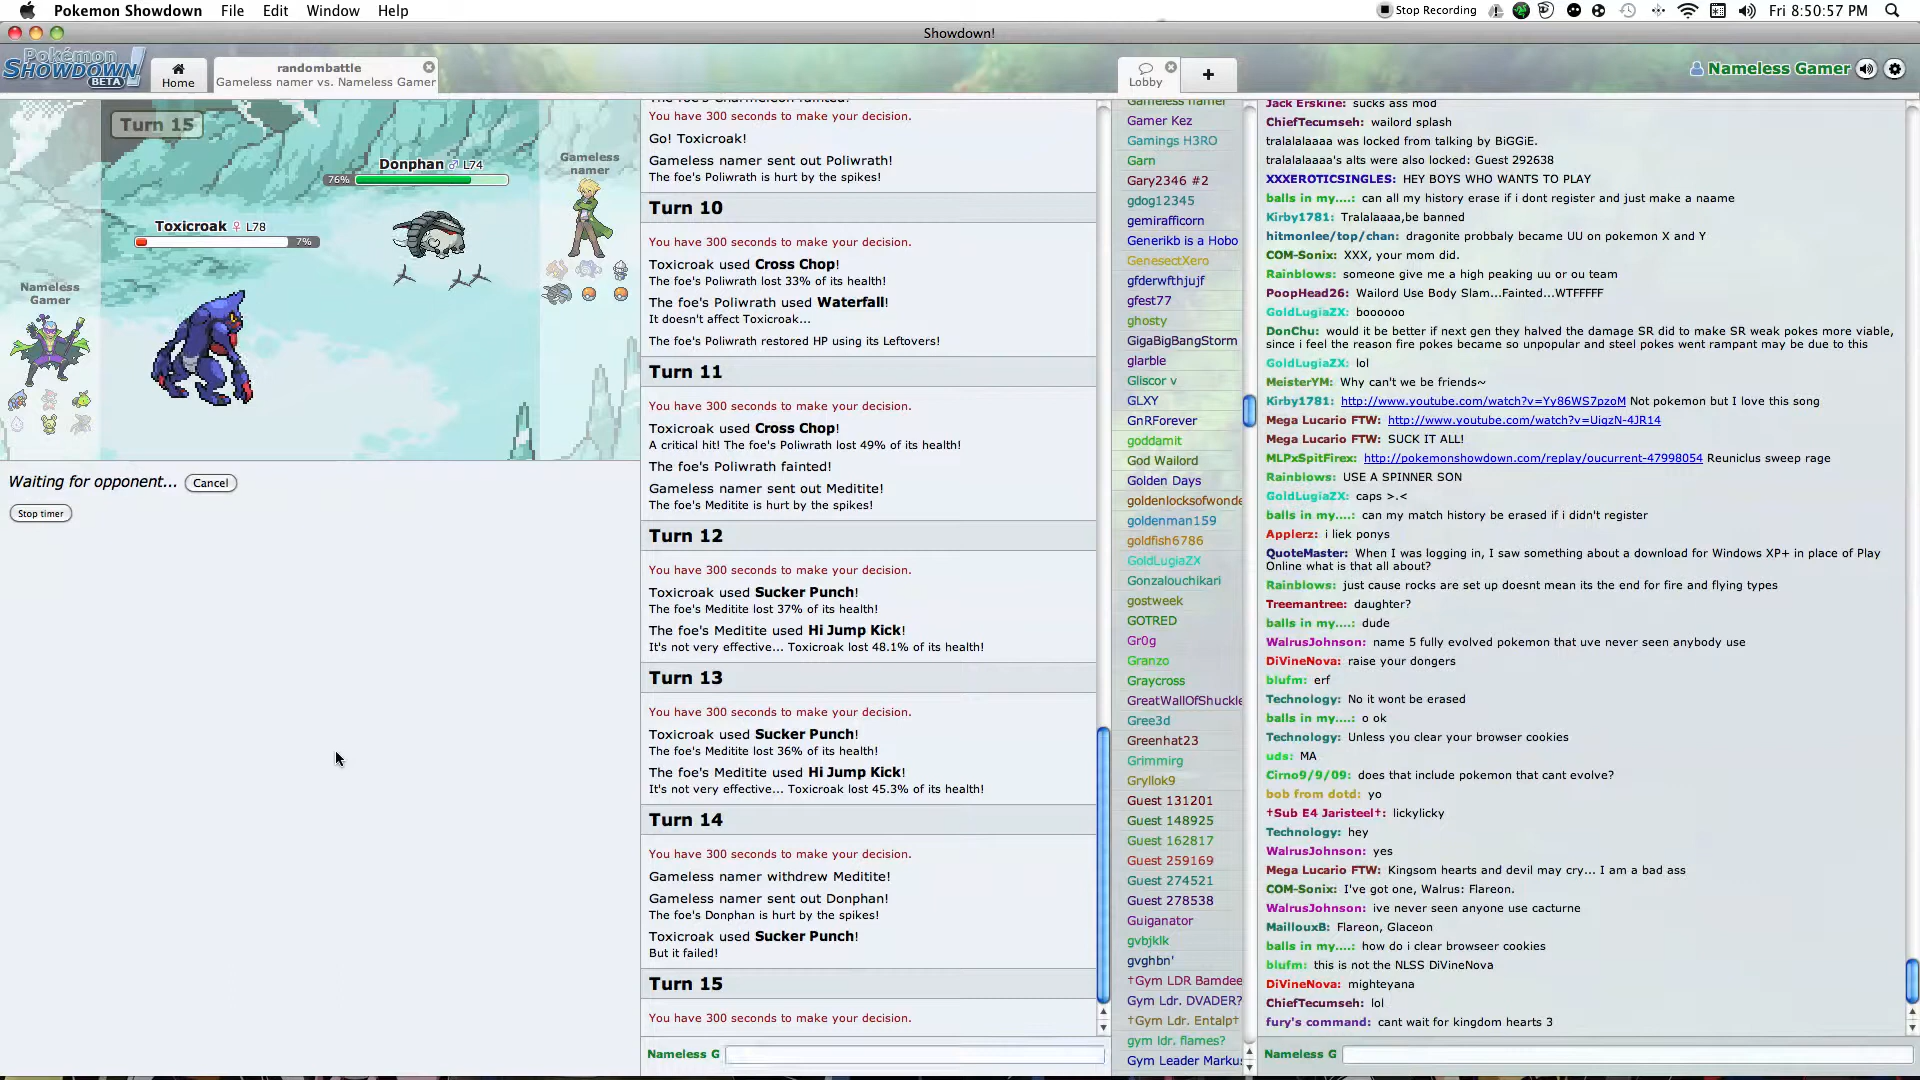 Pokemon Showdown File Edit Window Help
Stop Recording Fri 8:50:57 PM
Showdown!
Pokémon
SHOWDOWN!
BETA
Home
randombattle
Gameless namer vs. Nameless Gamer
Lobby
+
Nameless Gamer
Turn 15
Donphan ♂ L74
76%
Gameless
namer
Toxicroak ♀ L78
7%
Nameless
Gamer
Waiting for opponent... Cancel
Stop timer
The foe's Charmeleon fainted!
You have 300 seconds to make your decision.
Go! Toxicroak!
Gameless namer sent out Poliwrath!
The foe's Poliwrath is hurt by the spikes!
Turn 10
You have 300 seconds to make your decision.
Toxicroak used Cross Chop!
The foe's Poliwrath lost 33% of its health!
The foe's Poliwrath used Waterfall!
It doesn't affect Toxicroak...
The foe's Poliwrath restored HP using its Leftovers!
Turn 11
You have 300 seconds to make your decision.
Toxicroak used Cross Chop!
A critical hit! The foe's Poliwrath lost 49% of its health!
The foe's Poliwrath fainted!
Gameless namer sent out Meditite!
The foe's Meditite is hurt by the spikes!
Turn 12
You have 300 seconds to make your decision.
Toxicroak used Sucker Punch!
The foe's Meditite lost 37% of its health!
The foe's Meditite used Hi Jump Kick!
It's not very effective... Toxicroak lost 48.1% of its health!
Turn 13
You have 300 seconds to make your decision.
Toxicroak used Sucker Punch!
The foe's Meditite lost 36% of its health!
The foe's Meditite used Hi Jump Kick!
It's not very effective... Toxicroak lost 45.3% of its health!
Turn 14
You have 300 seconds to make your decision.
Gameless namer withdrew Meditite!
Gameless namer sent out Donphan!
The foe's Donphan is hurt by the spikes!
Toxicroak used Sucker Punch!
But it failed!
Turn 15
You have 300 seconds to make your decision.
Nameless G
Gameless namer
Gamer Kez
Gamings H3RO
Garn
Gary2346 #2
gdog12345
gemirafficorn
Generikb is a Hobo
GenesectXero
gfderwfthjujf
gfest77
ghosty
GigaBigBangStorm
glarble
Gliscor v
GLXY
GnRForever
goddamit
God Wailord
Golden Days
goldenlocksofwonde
goldenman159
goldfish6786
GoldLugiaZX
Gonzalouchikari
gostweek
GOTRED
Gr0g
Granzo
Graycross
GreatWallOfShuckle
Gree3d
Greenhat23
Grimmirg
Gryllok9
Guest 131201
Guest 148925
Guest 162817
Guest 259169
Guest 274521
Guest 278538
Guiganator
gvbjklk
gvghbn'
†Gym LDR Bamdee
Gym Ldr. DVADER?
†Gym Ldr. Entalp†
gym ldr. flames?
Gym Leader Marku
Jack Erskine: sucks ass mod
ChiefTecumseh: wailord splash
tralalalaaa was locked from talking by BiGGiE.
tralalalaaa's alts were also locked: Guest 292638
XXXEROTICSINGLES: HEY BOYS WHO WANTS TO PLAY
balls in my....: can all my history erase if i dont register and just make a naame
Kirby1781: Tralalaaaa,be banned
hitmonlee/top/chan: dragonite probbaly became UU on pokemon X and Y
COM-Sonix: XXX, your mom did.
Rainblows: someone give me a high peaking uu or ou team
PoopHead26: Wailord Use Body Slam...Fainted...WTFFFFF
GoldLugiaZX: boooooo
DonChu: would it be better if next gen they halved the damage SR did to make SR weak pokes more viable,
since i feel the reason fire pokes became so unpopular and steel pokes went rampant may be due to this
GoldLugiaZX: lol
MeisterYM: Why can't we be friends~
Kirby1781: http://www.youtube.com/watch?v=Yy86WS7pzoM Not pokemon but I love this song
Mega Lucario FTW: http://www.youtube.com/watch?v=UigzN-4JR14
Mega Lucario FTW: SUCK IT ALL!
MLPxSpitFirex: http://pokemonshowdown.com/replay/oucurrent-47998054 Reuniclus sweep rage
Rainblows: USE A SPINNER SON
GoldLugiaZX: caps >.<
balls in my....: can my match history be erased if i didn't register
Applerz: i liek ponys
QuoteMaster: When I was logging in, I saw something about a download for Windows XP+ in place of Play
Online what is that all about?
Rainblows: just cause rocks are set up doesnt mean its the end for fire and flying types
Treemantree: daughter?
balls in my....: dude
WalrusJohnson: name 5 fully evolved pokemon that uve never seen anybody use
DiVineNova: raise your dongers
blufm: erf
Technology: No it wont be erased
balls in my....: o ok
Technology: Unless you clear your browser cookies
uds: MA
Cirno9/9/09: does that include pokemon that cant evolve?
bob from dotd: yo
†Sub E4 Jaristeel†: lickylicky
Technology: hey
WalrusJohnson: yes
Mega Lucario FTW: Kingsom hearts and devil may cry... I am a bad ass
COM-Sonix: I've got one, Walrus: Flareon.
WalrusJohnson: ive never seen anyone use cacturne
MaillouxB: Flareon, Glaceon
balls in my....: how do i clear browseer cookies
blufm: this is not the NLSS DiVineNova
DiVineNova: mighteyana
ChiefTecumseh: lol
fury's command: cant wait for kingdom hearts 3
Nameless G